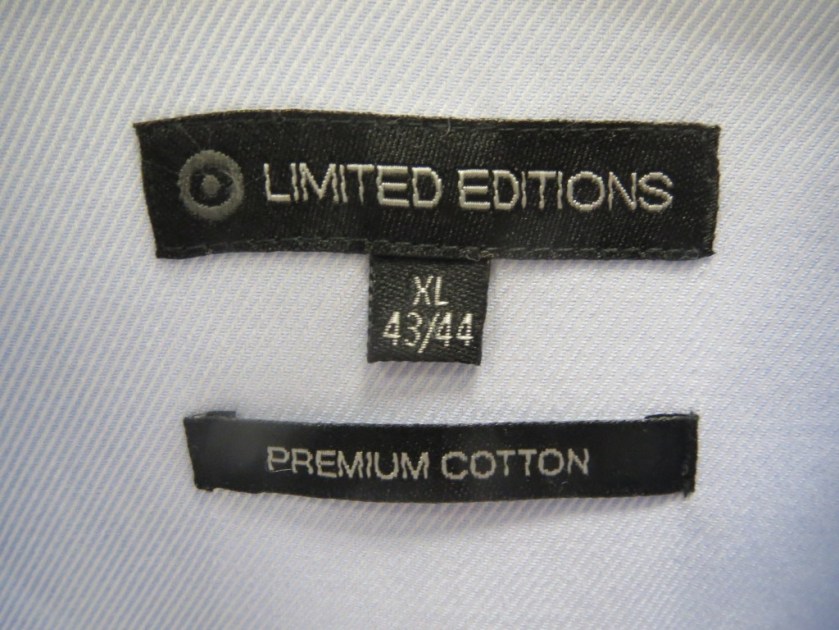 LIMITED EDITIONS
XL
43/44
PREMIUM COTTON